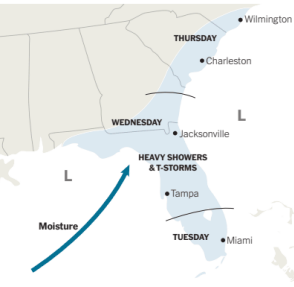 Wilmington
THURSDAY
Charleston
WEDNESDAY
L
Jacksonville
HEAVY SHOWERS
& T-STORMS
L
Tampa
Moisture
TUESDAY
Miami